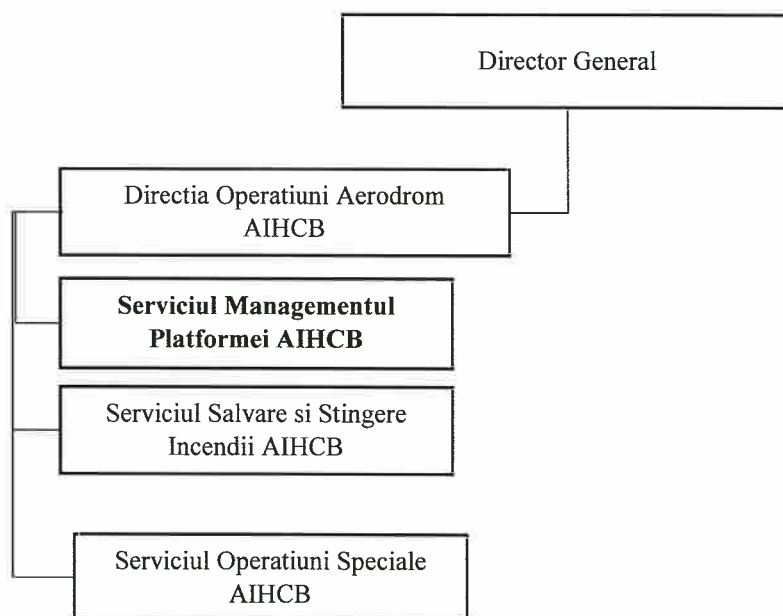 Director General
Directia Operatiuni Aerodrom
AIHCB
Serviciul Managementul
Platformei AIHCB
Serviciul Salvare si Stingere
Incendii AIHCB
Serviciul Operatiuni Speciale
AIHCB